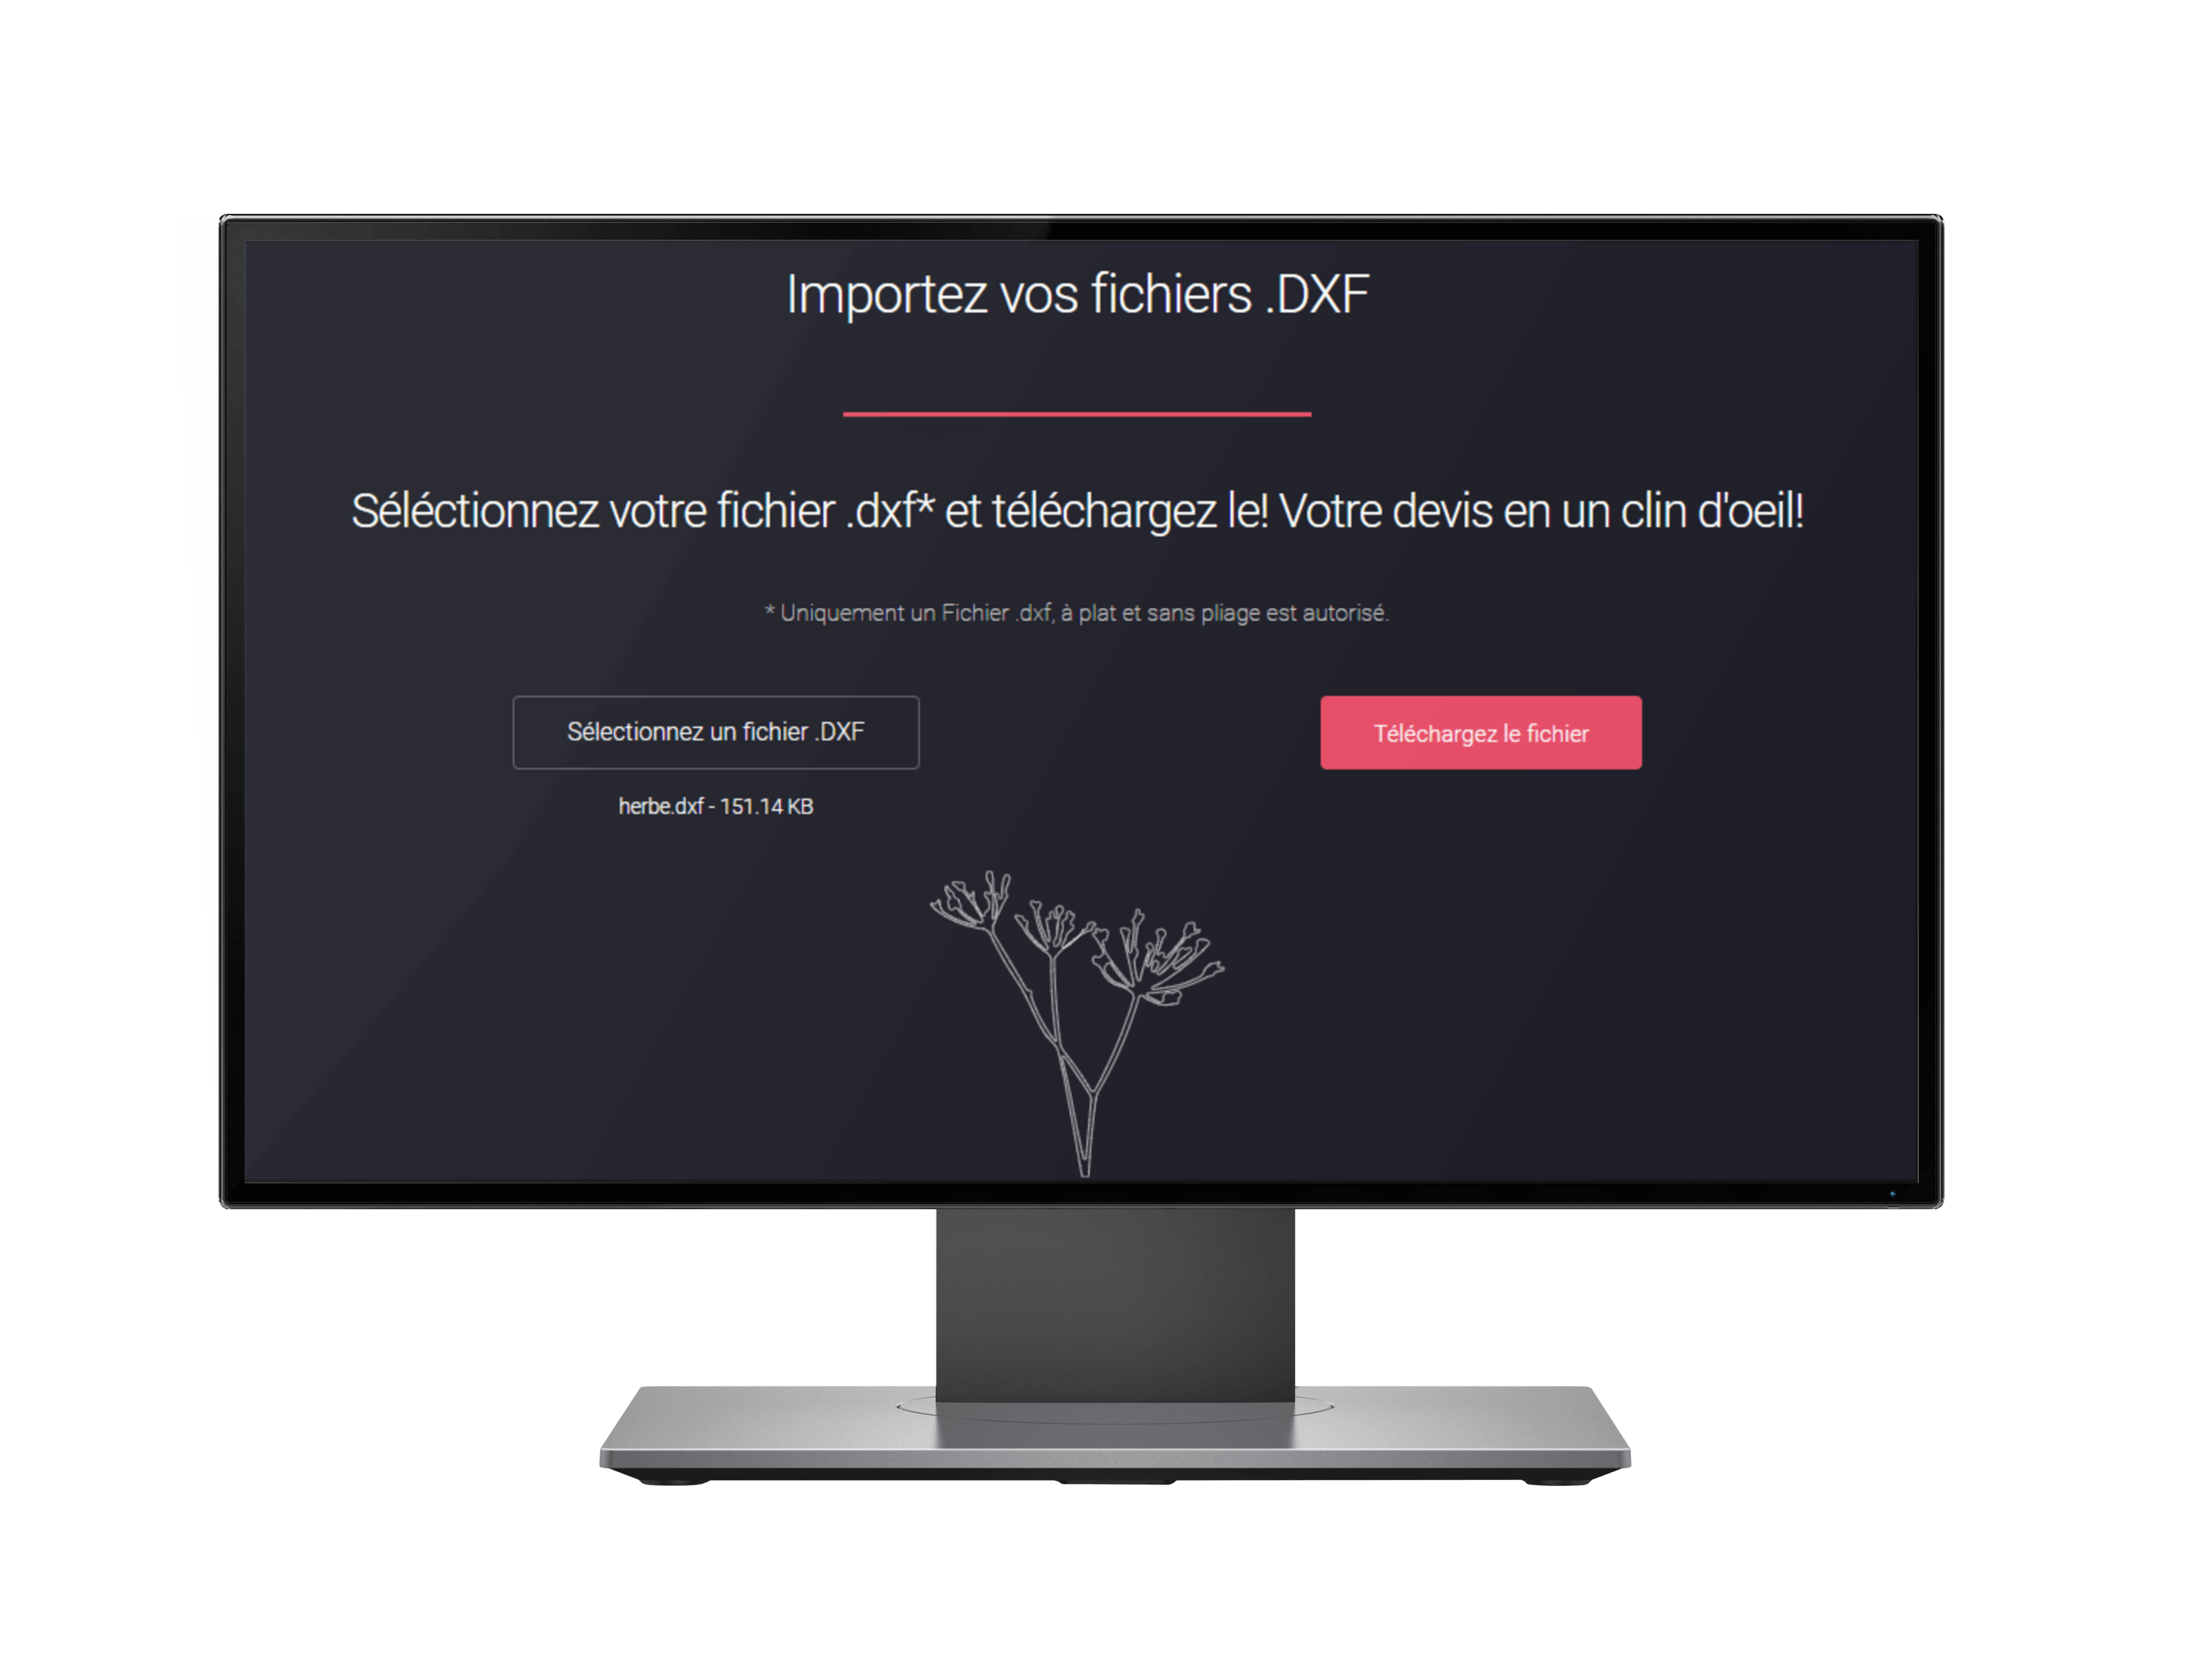 Importez vos fichiers .DXF
Séléctionnez votre fichier .dxf* et téléchargez le! Votre devis en un clin d'oeil!
* Uniquement un Fichier .dxf, à plat et sans pliage est autorisé.
Sélectionnez un fichier .DXF
Téléchargez le fichier
herbe.dxf - 151.14 KB